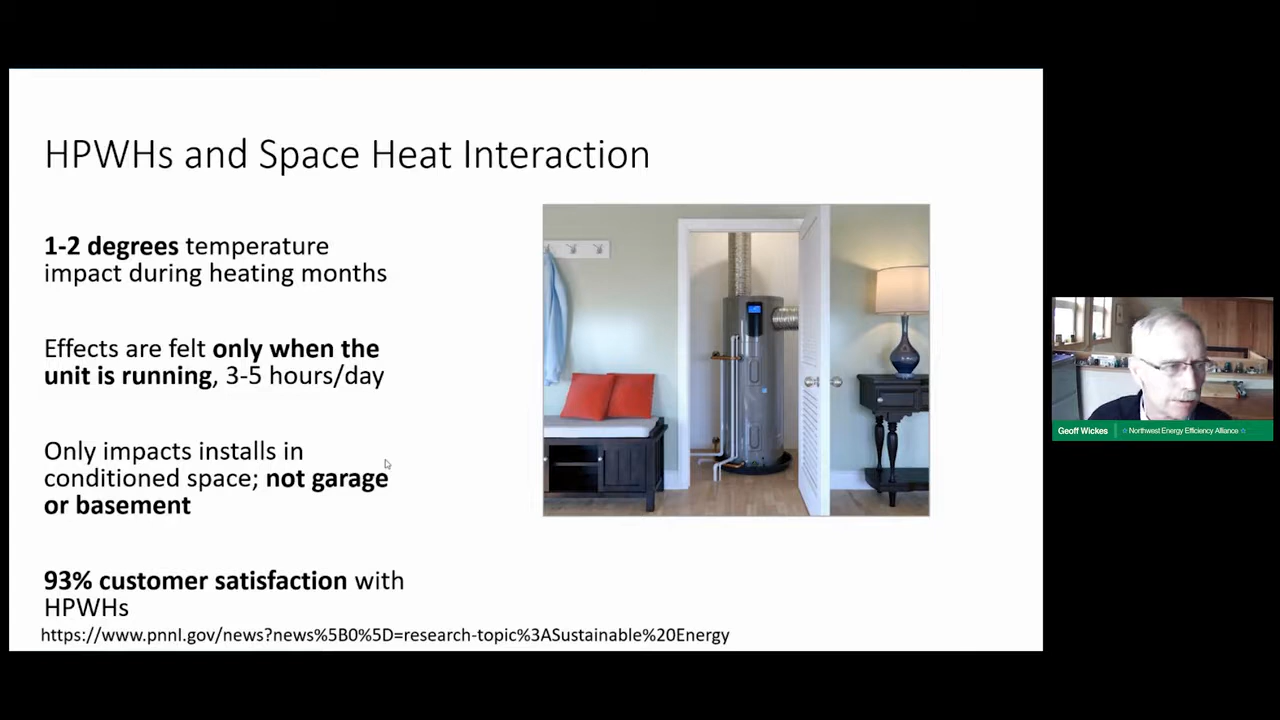 HPWHs and Space Heat Interaction
1-2 degrees temperature
impact during heating months
Effects are felt only when the
unit is running, 3-5 hours/day
Only impacts installs in
conditioned space; not garage
or basement
93% customer satisfaction with
HPWHs
https://www.pnnl.gov/news?news%5B0%5D=research-topic%3ASustainable%20Energy
Geoff Wickes
☆ Northwest Energy Efficiency Alliance ☆